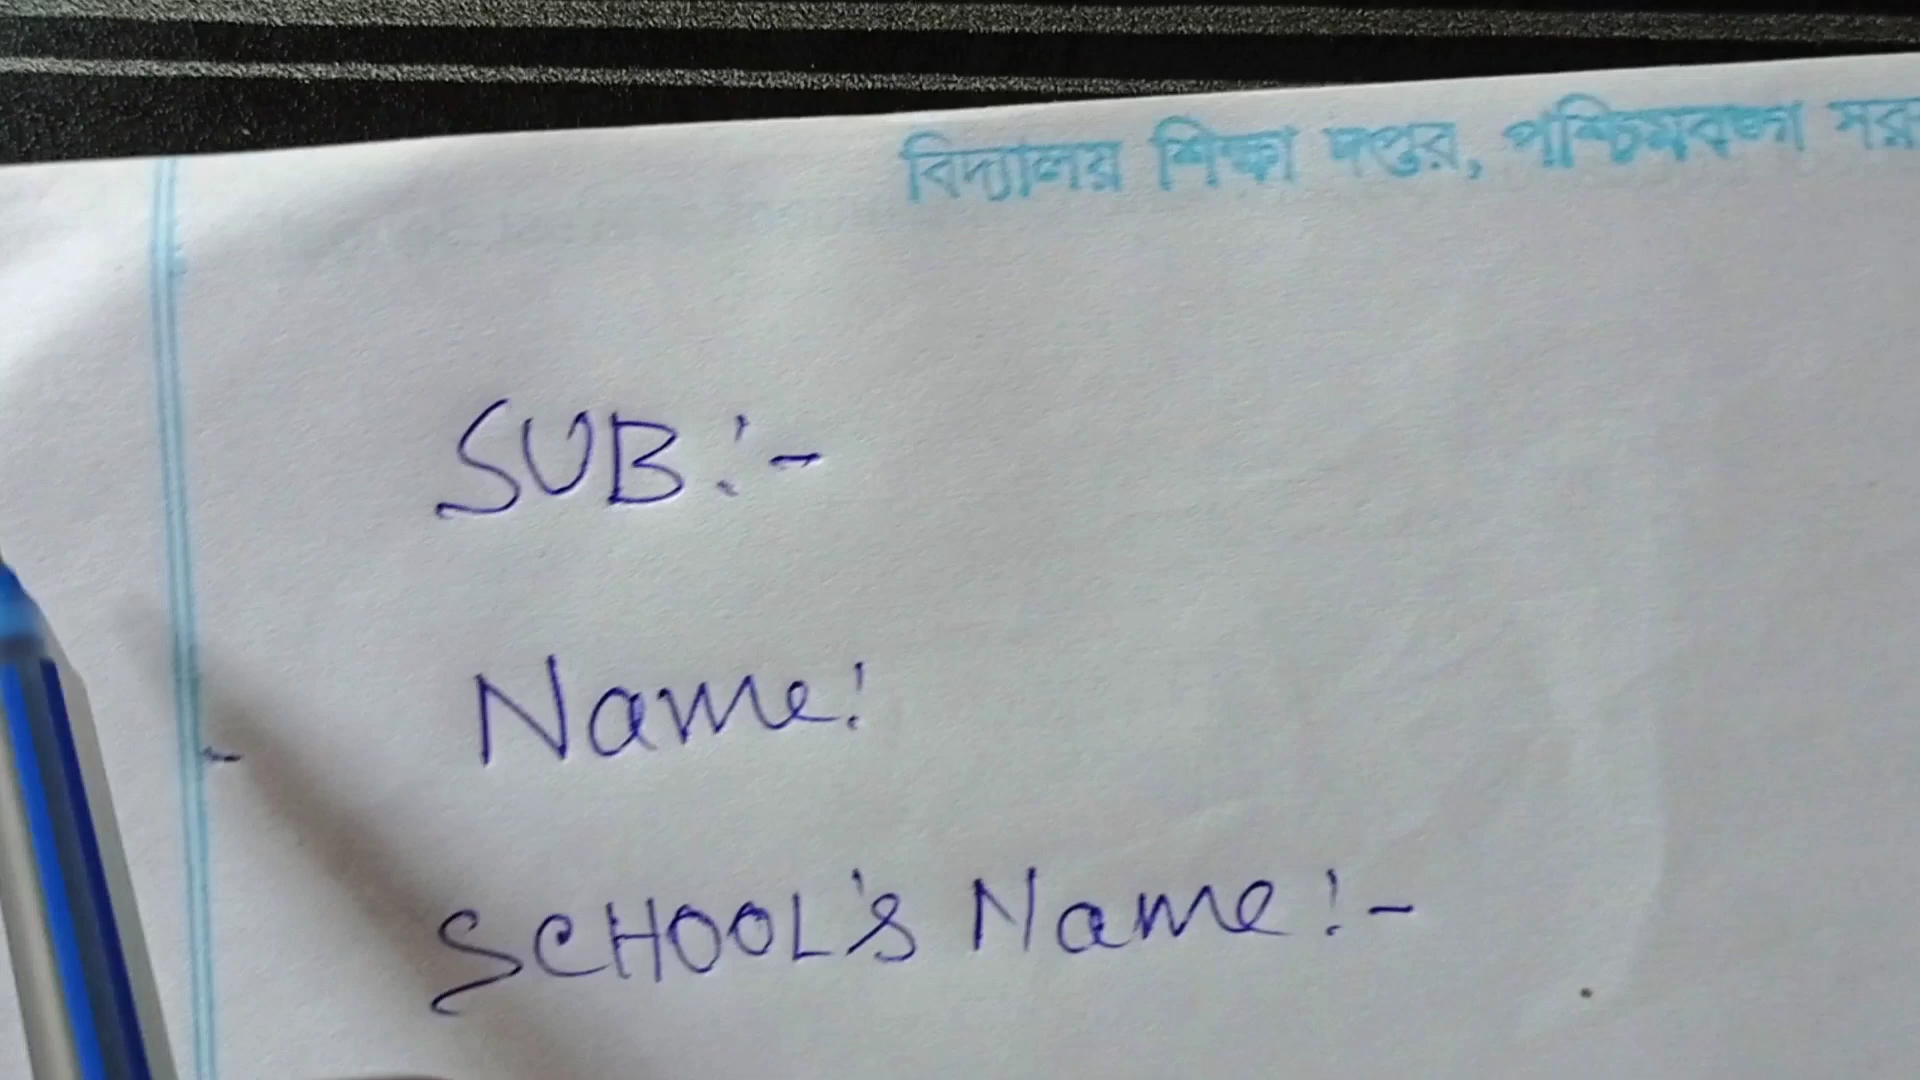 বিদ্যালয় শিক্ষা দপ্তর, পশ্চিমবঙ্গ
SUB:-
Name:
SCHOOL's Name:-